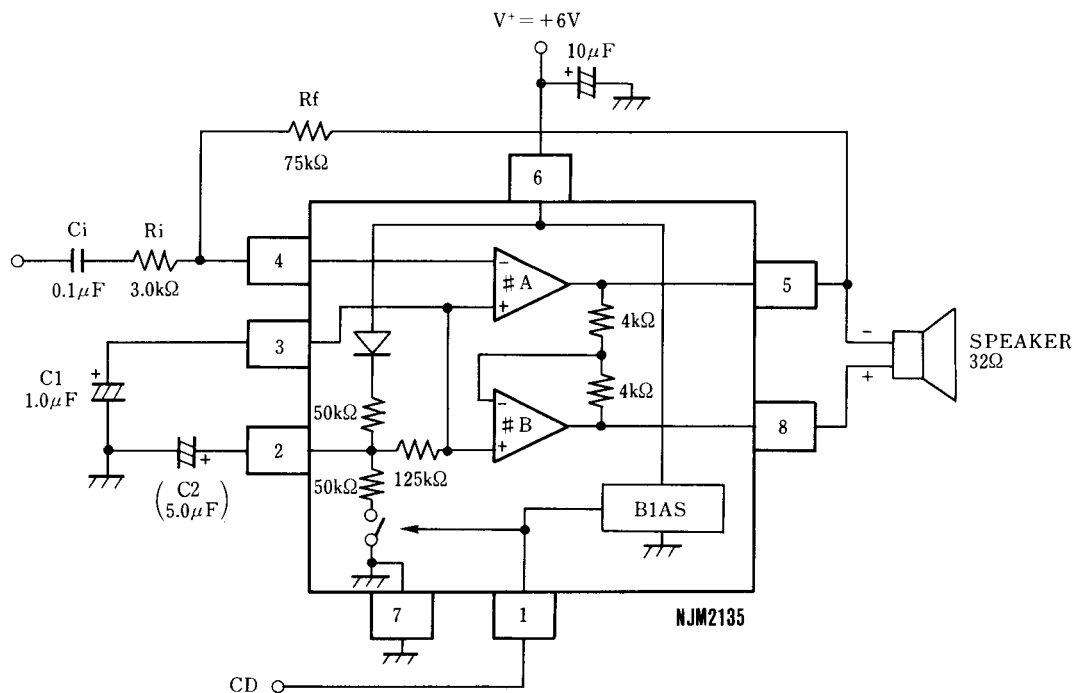 V⁺=+6V
10μF
+
Rf
75kΩ
6
Ci
Ri
0.1μF
3.0kΩ
4
−
#A
+
5
4kΩ
−
SPEAKER
32Ω
+
3
C1
+
1.0μF
50kΩ
−
#B
+
4kΩ
8
2
+
C2
(5.0μF)
125kΩ
50kΩ
B1AS
7
1
NJM2135
CD